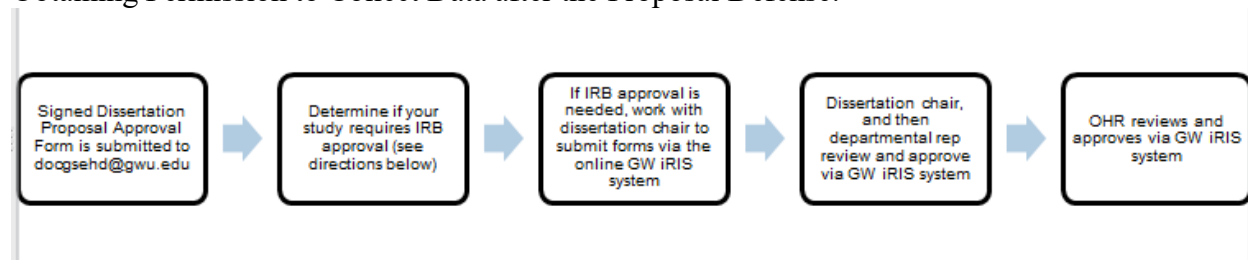 Obtaining Permission to Collect Data after the Proposal Defense:
Signed Dissertation
Proposal Approval
Form is submitted to
docgsehd@gwu.edu
Determine if your
study requires IRB
approval (see
directions below)
If IRB approval is
needed, work with
dissertation chair to
submit forms via the
online GW iRIS
system
Dissertation chair,
and then
departmental rep
review and approve
via GW iRIS system
OHR reviews and
approves via GW iRIS
system